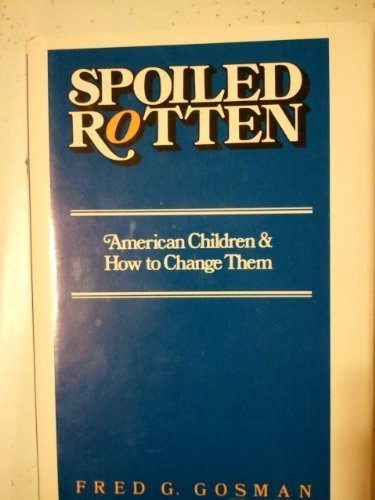 SPOILED
ROTTEN
American Children &
How to Change Them
FRED G. GOSMAN